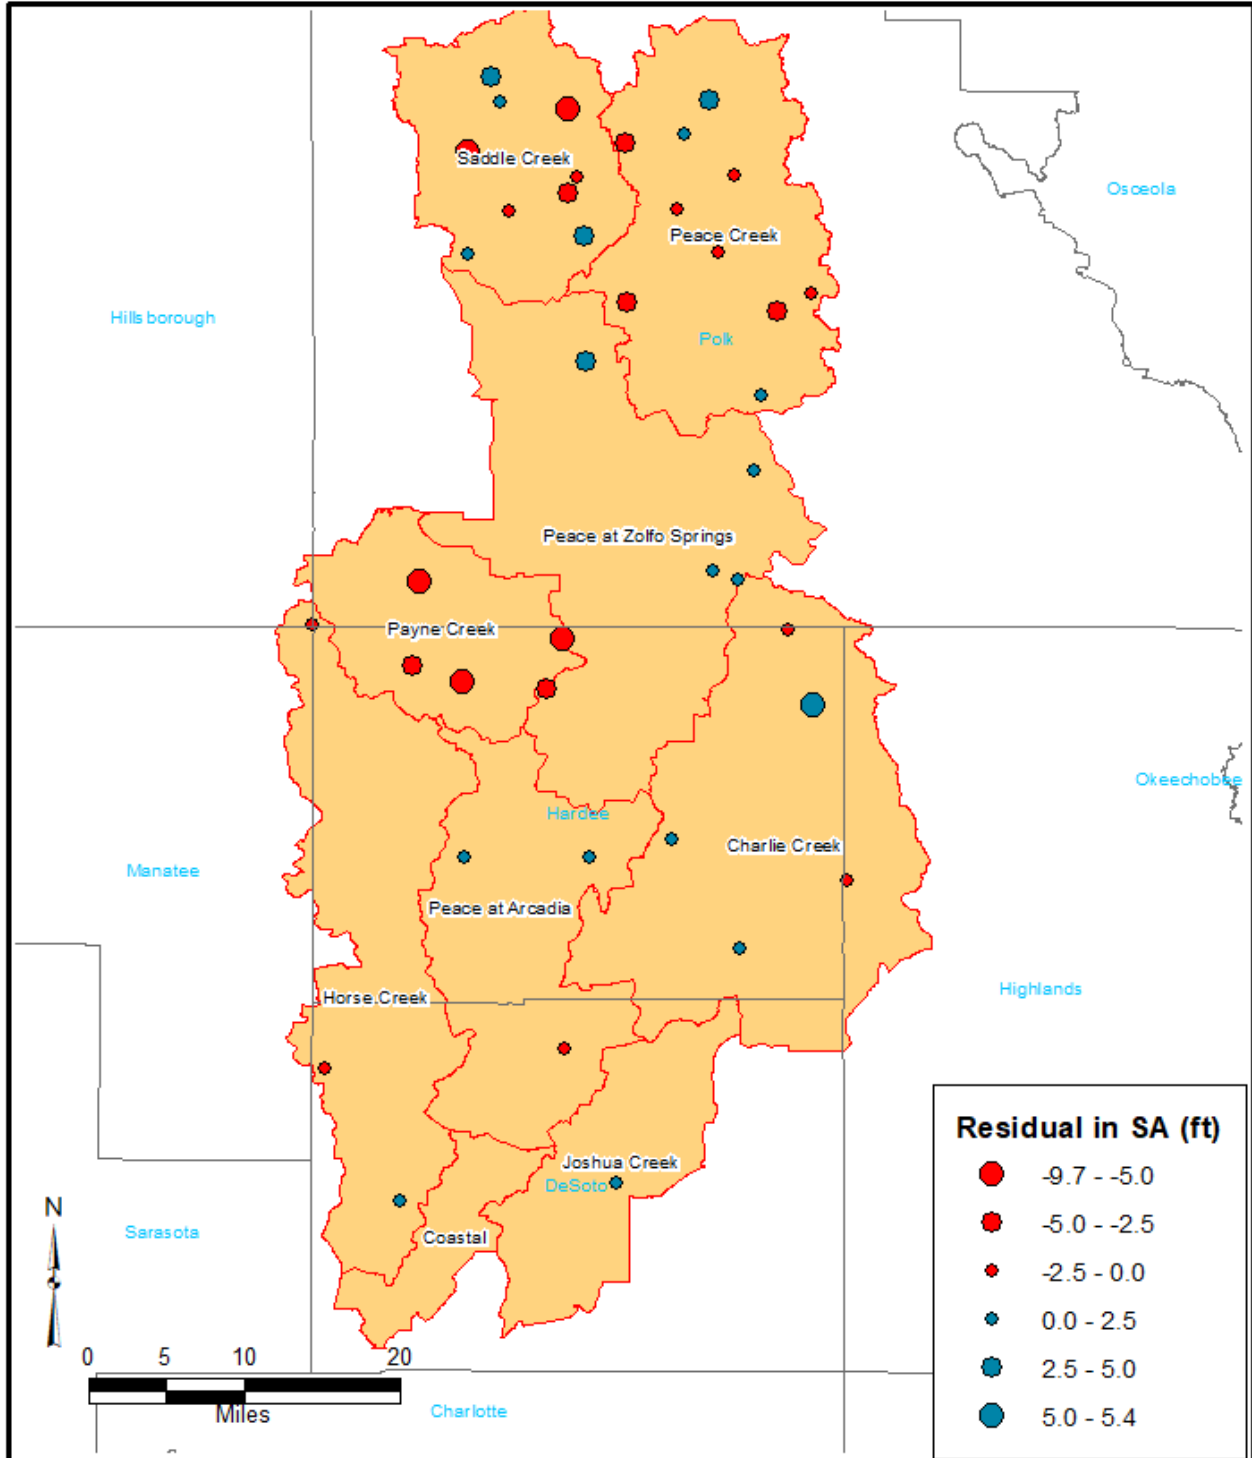 Saddle Creek
Osceola
Peace Creek
Hillsborough
Polk
Peace at Zolfo Springs
Payne Creek
Okeechobee
Hardee
Charlie Creek
Manatee
Peace at Arcadia
Highlands
Horse Creek
Residual in SA (ft)
-9.7 - -5.0
-5.0 - -2.5
-2.5 - 0.0
0.0 - 2.5
2.5 - 5.0
5.0 - 5.4
Joshua Creek
DeSoto
N
Sarasota
Coastal
0 5 10 20
Miles
Charlotte